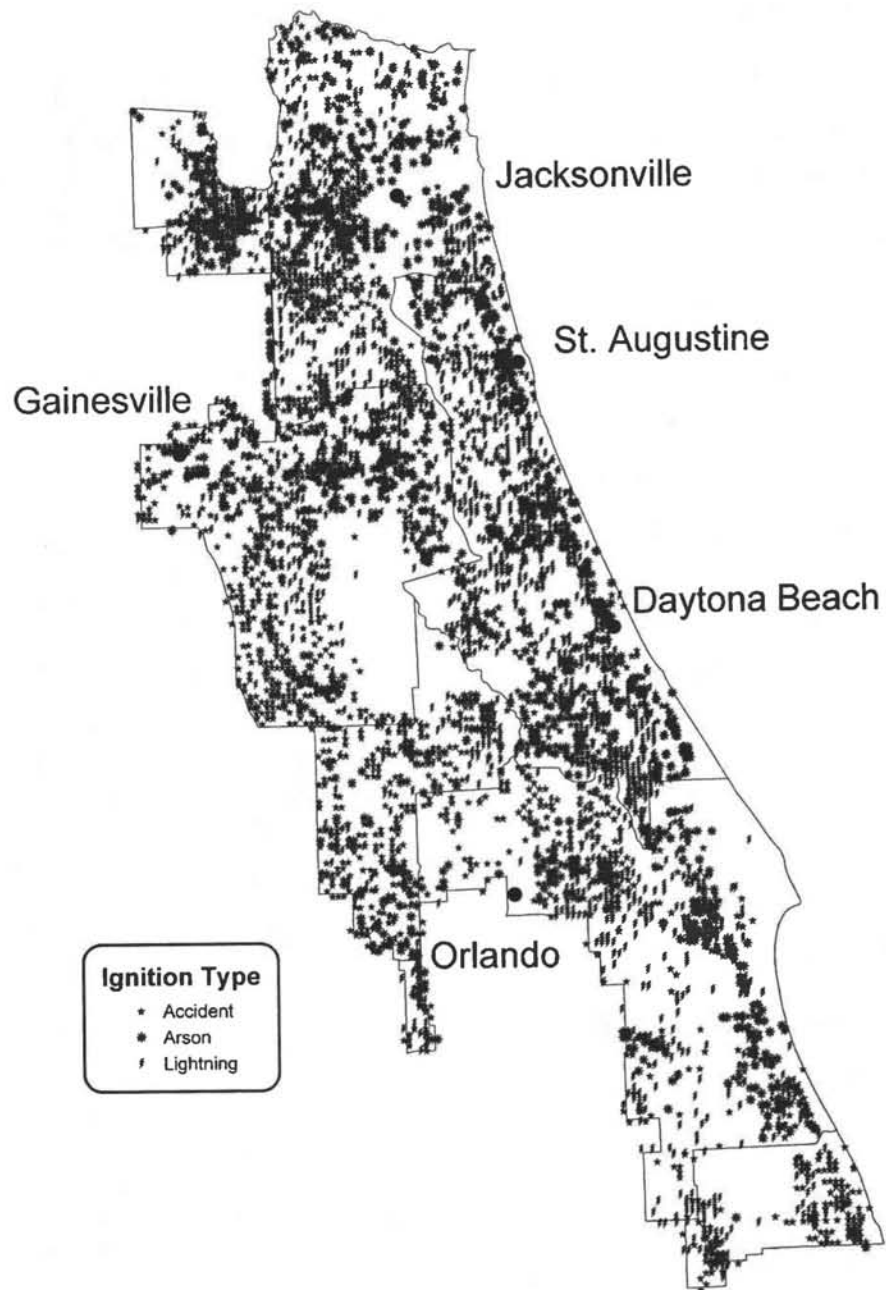 Jacksonville
St. Augustine
Gainesville
Daytona Beach
Orlando
Ignition Type
Accident
Arson
Lightning